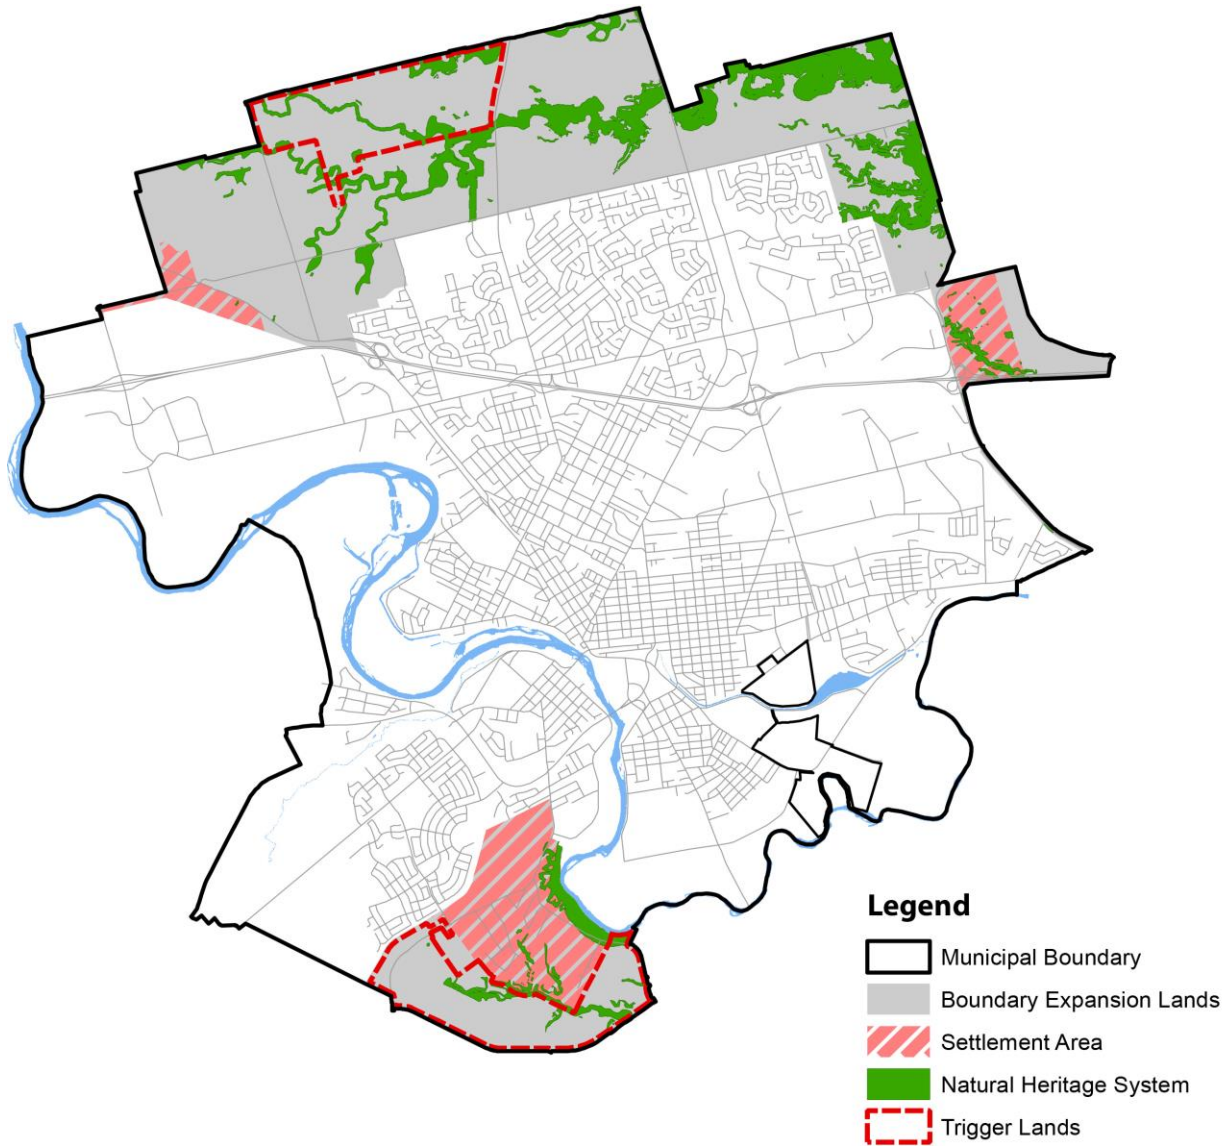 Legend
Municipal Boundary
Boundary Expansion Lands
Settlement Area
Natural Heritage System
Trigger Lands